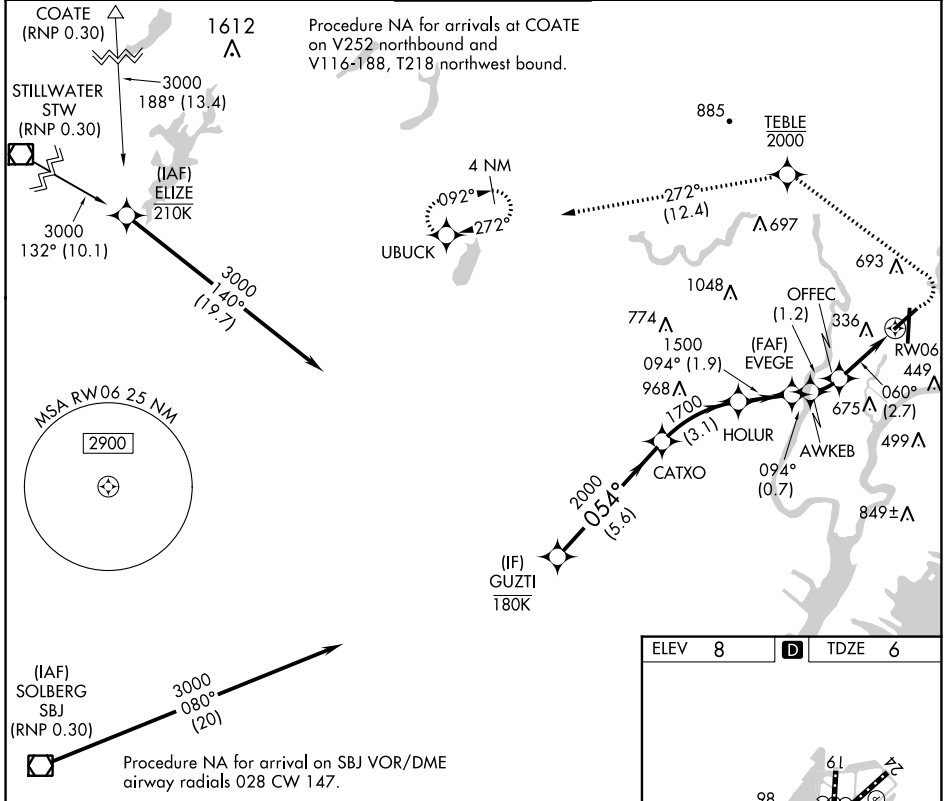 COATE
(RNP 0.30)
1612
Procedure NA for arrivals at COATE
on V252 northbound and
V116-188, T218 northwest bound.
3000
188° (13.4)
STILLWATER
STW
(RNP 0.30)
(IAF)
ELIZE
210K
3000
132° (10.1)
3000
140°
(19.7)
4 NM
092°
272°
UBUCK
885
TEBLE
2000
272°
(12.4)
697
693
1048
OFFEC
(1.2)
336
774
1500
094° (1.9)
(FAF)
EVEGE
RW06
449
968
1700
(3.1)
HOLUR
060°
(2.7)
675
AWKEB
499
CATXO
094°
(0.7)
849±
2000
054°
(5.6)
(IF)
GUZTI
180K
MSA RW06 25 NM
2900
(IAF)
SOLBERG
SBJ
(RNP 0.30)
3000
080°
(20)
Procedure NA for arrival on SBJ VOR/DME
airway radials 028 CW 147.
ELEV 8 D TDZE 6
19
24
98